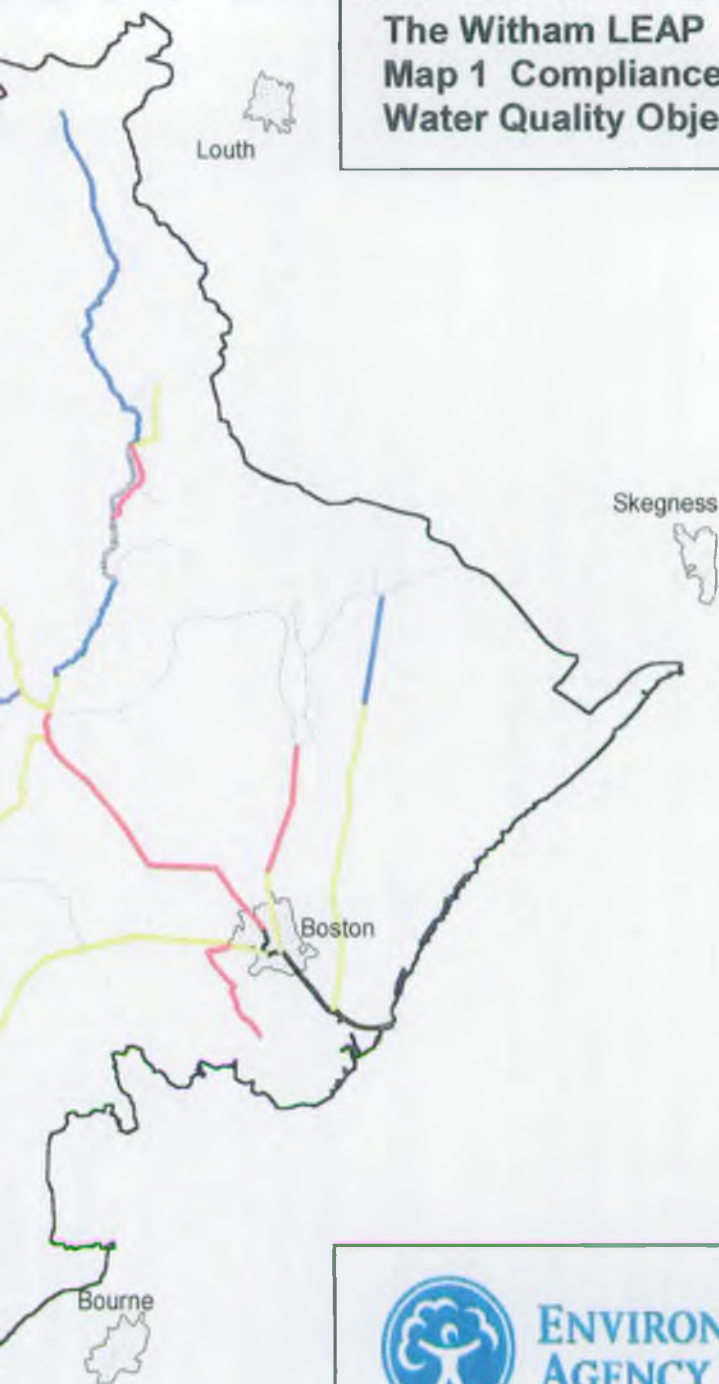 The Witham LEAP
Map 1 Compliance
Water Quality Obje
Louth
Skegness
Boston
Bourne
ENVIRON
AGENCY